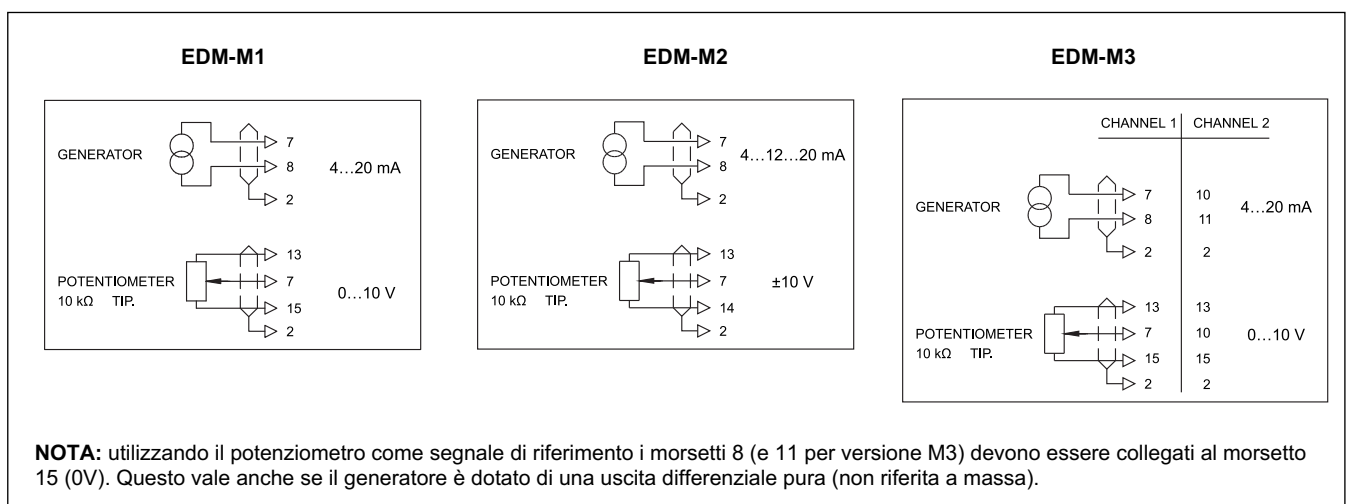 EDM-M1
GENERATOR
7
8
2
4…20 mA
POTENTIOMETER
10 kΩ TIP.
13
7
15
2
0…10 V
EDM-M2
GENERATOR
7
8
2
4…12…20 mA
POTENTIOMETER
10 kΩ TIP.
13
7
14
2
±10 V
EDM-M3
CHANNEL 1 CHANNEL 2
GENERATOR
7 10
8 11
2 2
4…20 mA
POTENTIOMETER
10 kΩ TIP.
13 13
7 10
15 15
2 2
0…10 V
NOTA: utilizzando il potenziometro come segnale di riferimento i morsetti 8 (e 11 per versione M3) devono essere collegati al morsetto
15 (0V). Questo vale anche se il generatore è dotato di una uscita differenziale pura (non riferita a massa).